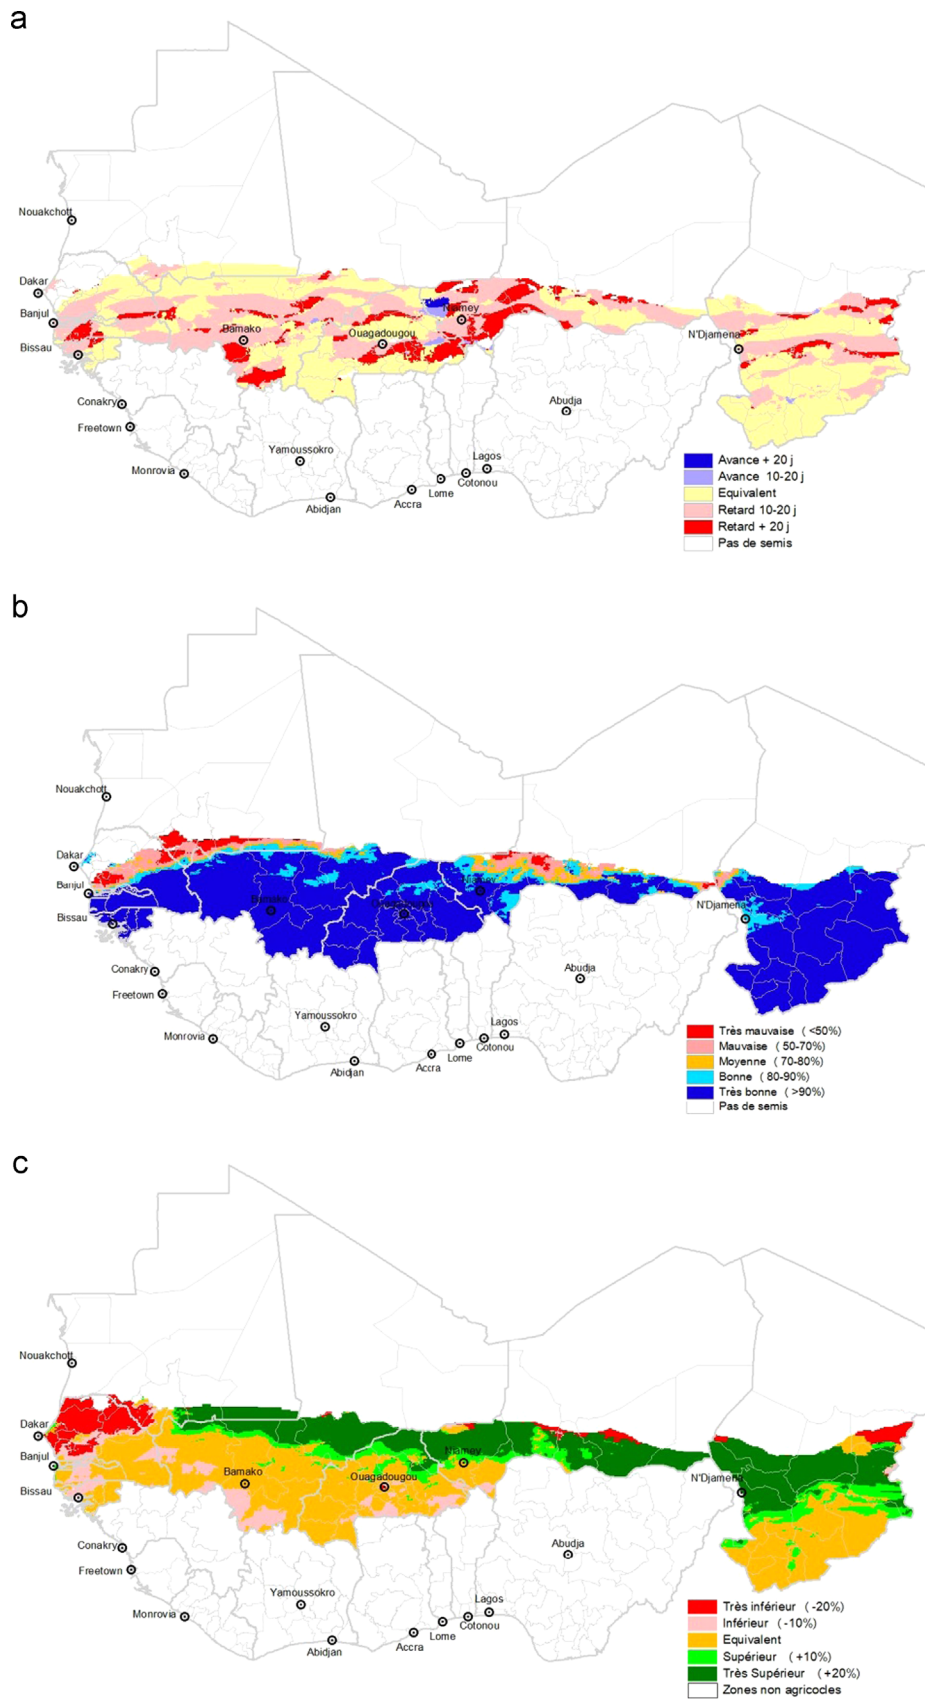 a
Nouakchott
Dakar
Banjul
Bissau
Bamako
Ouagadougou
Niamey
N'Djamena
Conakry
Freetown
Abudja
Yamoussokro
Monrovia
Lagos
Cotonou
Lome
Accra
Abidjan
Avance + 20 j
Avance 10-20 j
Equivalent
Retard 10-20 j
Retard + 20 j
Pas de semis
b
Nouakchott
Dakar
Banjul
Bissau
Bamako
Ouagadougou
Niamey
N'Djamena
Conakry
Freetown
Abudja
Yamoussokro
Monrovia
Lagos
Cotonou
Lome
Accra
Abidjan
Très mauvaise ( <50%)
Mauvaise ( 50-70%)
Moyenne ( 70-80%)
Bonne ( 80-90%)
Très bonne ( >90%)
Pas de semis
c
Nouakchott
Dakar
Banjul
Bissau
Bamako
Ouagadougou
Niamey
N'Djamena
Conakry
Freetown
Abudja
Yamoussokro
Monrovia
Lagos
Cotonou
Lome
Accra
Abidjan
Très inférieur ( -20%)
Inférieur ( -10%)
Equivalent
Supérieur ( +10%)
Très Supérieur ( +20%)
Zones non agricocles